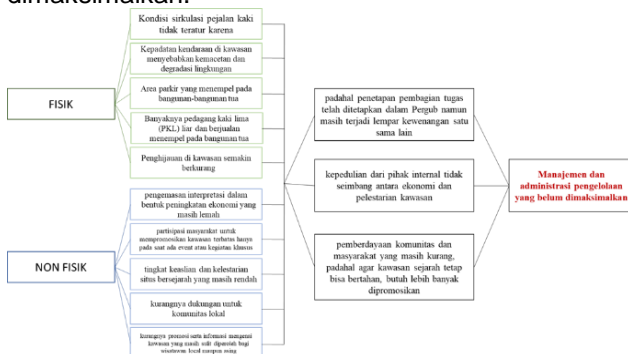 dimaksimalkan.
FISIK
Kondisi sirkulasi pejalan kaki
tidak teratur karena
Kepadatan kendaraan di kawasan
menyebabkan kemacetan dan
degradasi lingkungan
Area parkir yang menempel pada
bangunan-bangunan tua
Banyaknya pedagang kaki lima
(PKL) liar dan berjualan
menempel pada bangunan tua
Penghijauan di kawasan semakin
berkurang
NON FISIK
pengemasan interpretasi dalam
bentuk peningkatan ekonomi yang
masih lemah
partisipasi masyarakat untuk
mempromosikan kawasan terbatas hanya
pada saat ada event atau kegiatan khusus
tingkat keaslian dan kelestarian
situs bersejarah yang masih rendah
kurangnya dukungan untuk
komunitas lokal
kurangnya promosi serta informasi mengenai
kawasan yang masih sulit diperoleh bagi
wisatawan local maupun asing
padahal penetapan pembagian tugas
telah ditetapkan dalam Pergub namun
masih terjadi lempar kewenangan satu
sama lain
kepedulian dari pihak internal tidak
seimbang antara ekonomi dan
pelestarian kawasan
pemberdayaan komunitas dan
masyarakat yang masih kurang,
padahal agar kawasan sejarah tetap
bisa bertahan, butuh lebih banyak
dipromosikan
Manajemen dan
administrasi pengelolaan
yang belum dimaksimalkan